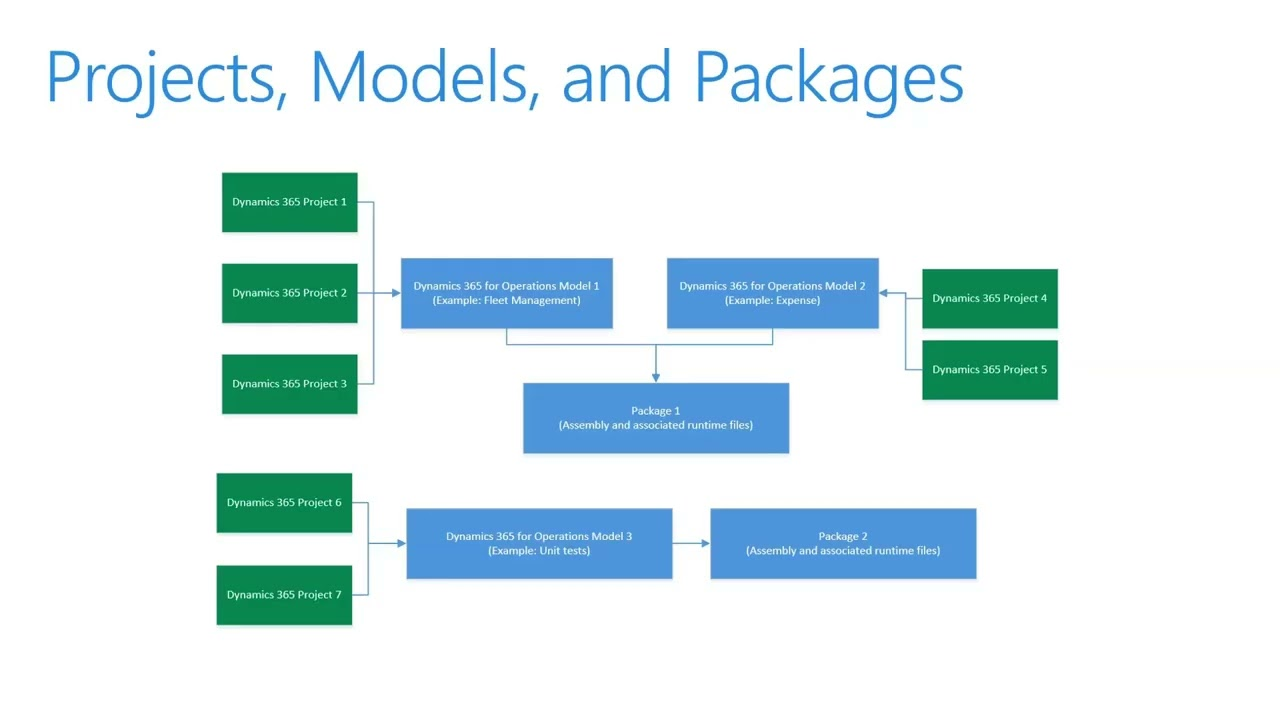 Projects, Models, and Packages
Dynamics 365 Project 1
Dynamics 365 Project 2
Dynamics 365 Project 3
Dynamics 365 for Operations Model 1
(Example: Fleet Management)
Dynamics 365 for Operations Model 2
(Example: Expense)
Dynamics 365 Project 4
Dynamics 365 Project 5
Package 1
(Assembly and associated runtime files)
Dynamics 365 Project 6
Dynamics 365 Project 7
Dynamics 365 for Operations Model 3
(Example: Unit tests)
Package 2
(Assembly and associated runtime files)